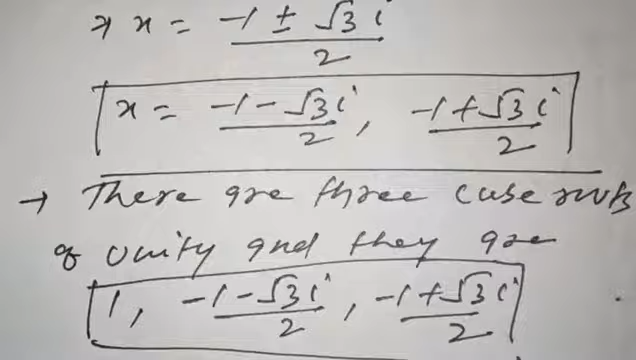 ⇒ x = (-1 ± √3 i)/2
x = (-1 - √3 i)/2, (-1 + √3 i)/2
→ There are three cube roots
of unity and they are
1, (-1 - √3 i)/2, (-1 + √3 i)/2